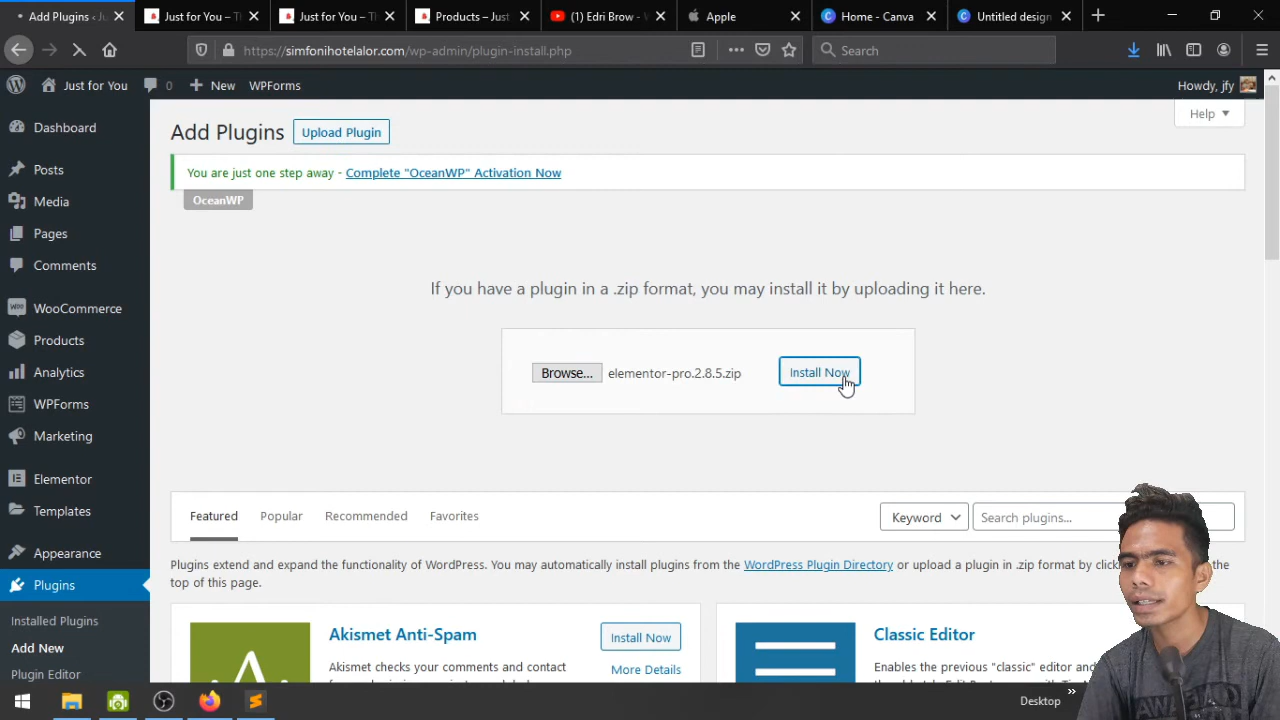 Add Plugins ‹
Just for You – T
Just for You – T
Products – Just
(1) Edri Brow -
Apple
Home - Canva
Untitled design
https://simfonihotelalor.com/wp-admin/plugin-install.php
Search
Just for You
0
New
WPForms
Howdy, jfy
Dashboard
Posts
Media
Pages
Comments
WooCommerce
Products
Analytics
WPForms
Marketing
Elementor
Templates
Appearance
Plugins
Installed Plugins
Add New
Plugin Editor
Help
Add Plugins
Upload Plugin
You are just one step away - Complete "OceanWP" Activation Now
OceanWP
If you have a plugin in a .zip format, you may install it by uploading it here.
Browse...
elementor-pro.2.8.5.zip
Install Now
Featured
Popular
Recommended
Favorites
Keyword
Search plugins...
Plugins extend and expand the functionality of WordPress. You may automatically install plugins from the WordPress Plugin Directory or upload a plugin in .zip format by the
top of this page.
Akismet Anti-Spam
Install Now
More Details
Akismet checks your comments and contact
Classic Editor
Enables the previous "classic" editor and
Desktop